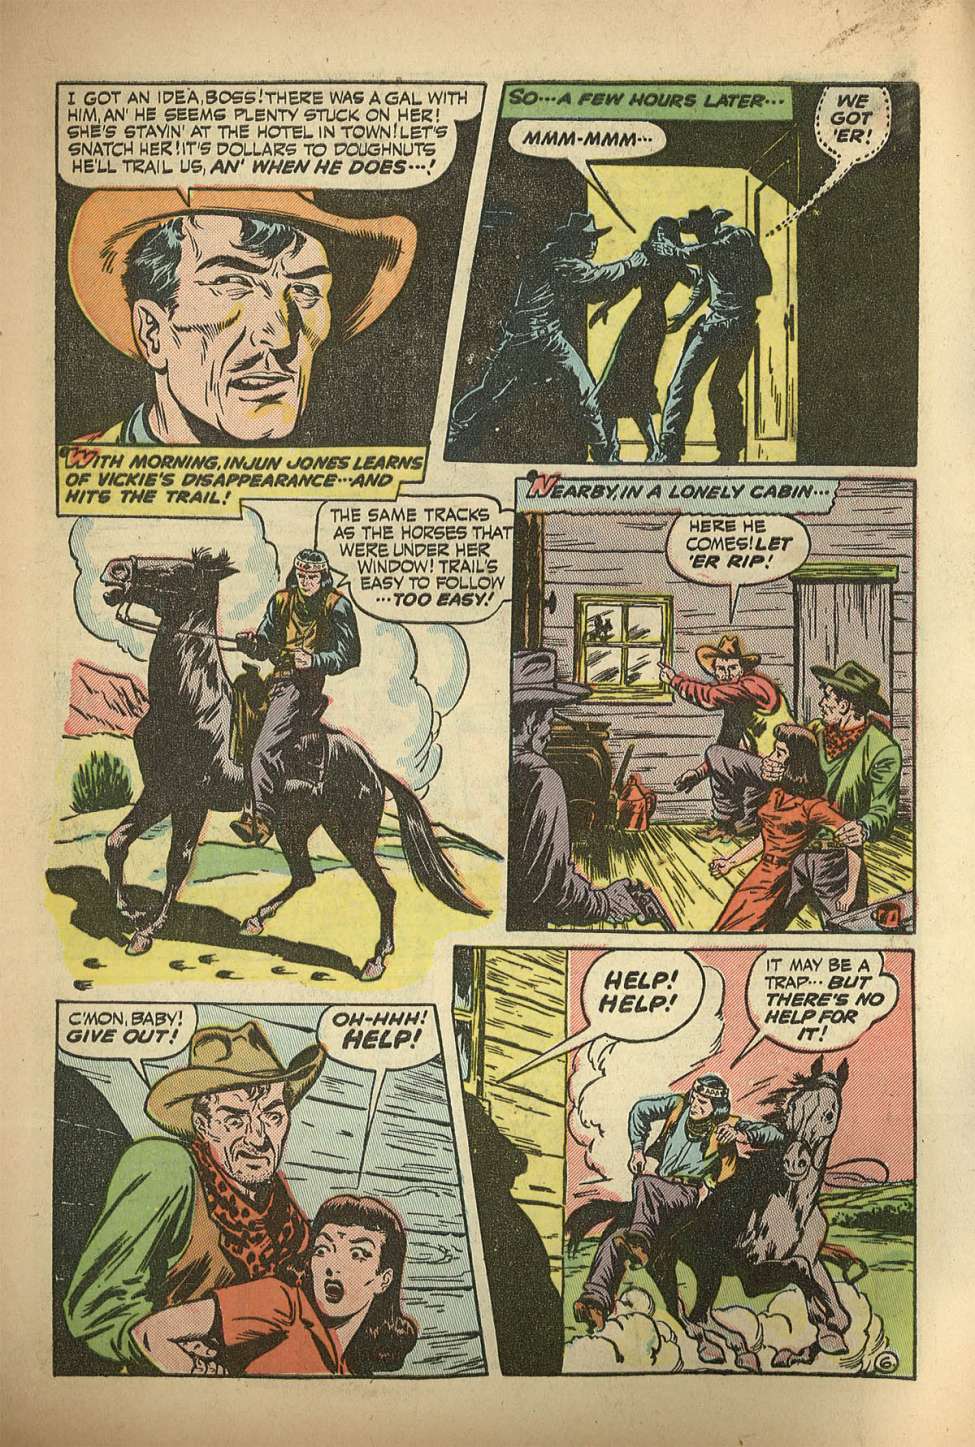 I GOT AN IDEA, BOSS! THERE WAS A GAL WITH
HIM, AN' HE SEEMS PLENTY STUCK ON HER!
SHE'S STAYIN' AT THE HOTEL IN TOWN! LET'S
SNATCH HER! IT'S DOLLARS TO DOUGHNUTS
HE'LL TRAIL US, AN' WHEN HE DOES---!
SO---A FEW HOURS LATER---
MMM-MMM---
WE
GOT
'ER!
WITH MORNING, INJUN JONES LEARNS
OF VICKIE'S DISAPPEARANCE---AND
HITS THE TRAIL!
THE SAME TRACKS
AS THE HORSES THAT
WERE UNDER HER
WINDOW! TRAIL'S
EASY TO FOLLOW
---TOO EASY!
NEARBY, IN A LONELY CABIN---
HERE HE
COMES! LET
'ER RIP!
C'MON, BABY!
GIVE OUT!
OH-HHH!
HELP!
HELP!
HELP!
IT MAY BE A
TRAP--- BUT
THERE'S NO
HELP FOR
IT!
6